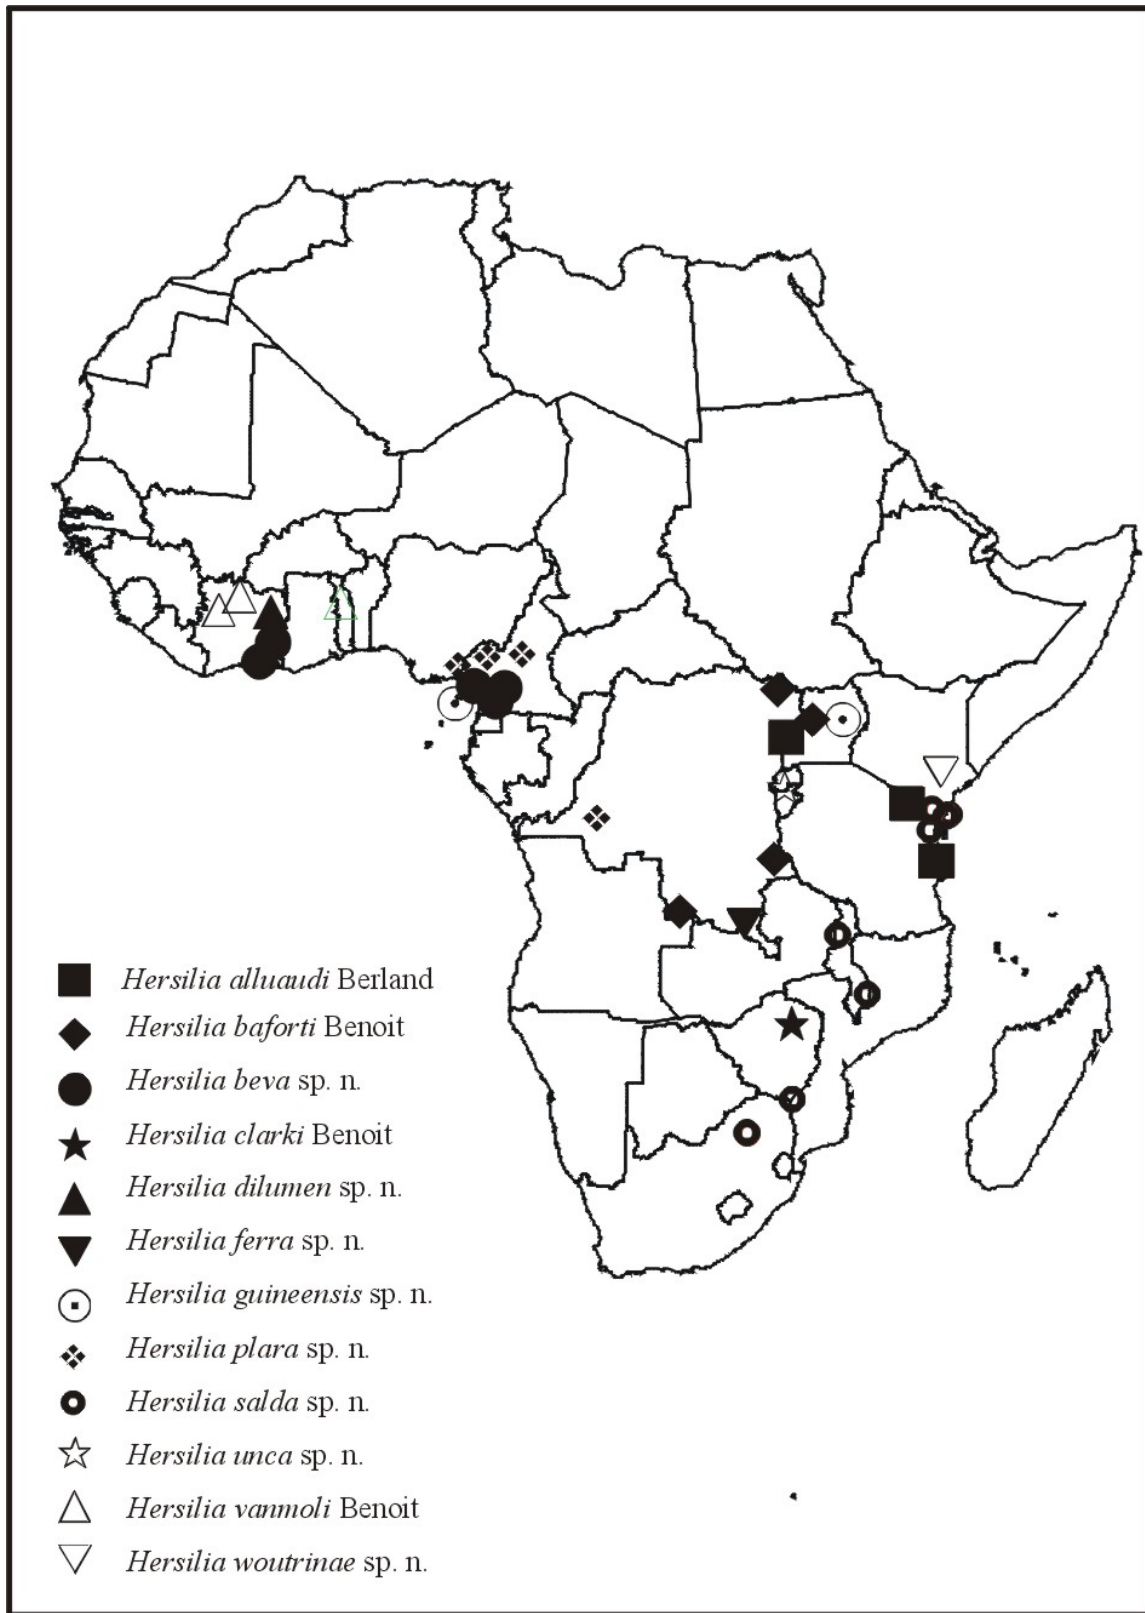 Hersilia alluaudi Berland
Hersilia baforti Benoit
Hersilia beva sp. n.
Hersilia clarki Benoit
Hersilia dilumen sp. n.
Hersilia ferra sp. n.
Hersilia guineensis sp. n.
Hersilia plara sp. n.
Hersilia salda sp. n.
Hersilia unca sp. n.
Hersilia vanmoli Benoit
Hersilia woutrinae sp. n.